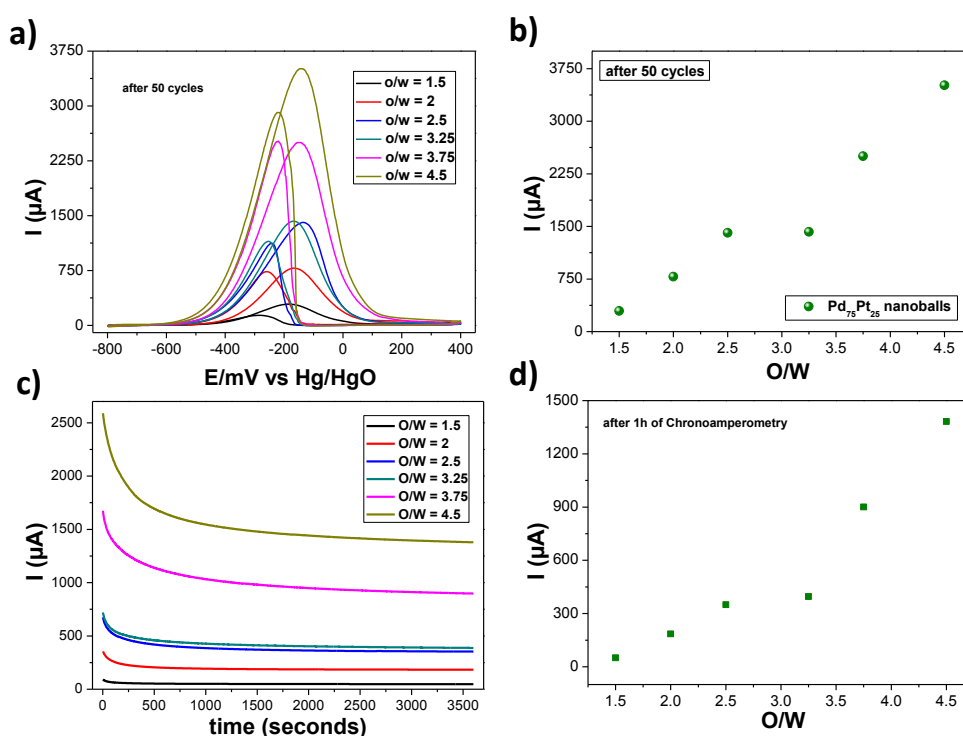 a)
3750
3000
2250
1500
750
0
I (µA)
after 50 cycles
o/w = 1.5
o/w = 2
o/w = 2.5
o/w = 3.25
o/w = 3.75
o/w = 4.5
-800 -600 -400 -200 0 200 400
E/mV vs Hg/HgO
b)
3750
3000
2250
1500
750
0
I (µA)
after 50 cycles
Pd₇₅Pt₂₅ nanoballs
1.5 2.0 2.5 3.0 3.5 4.0 4.5
O/W
c)
2500
2000
1500
1000
500
0
I (µA)
O/W = 1.5
O/W = 2
O/W = 2.5
O/W = 3.25
O/W = 3.75
O/W = 4.5
0 500 1000 1500 2000 2500 3000 3500
time (seconds)
d)
1500
1200
900
600
300
0
I (µA)
after 1h of Chronoamperometry
1.5 2.0 2.5 3.0 3.5 4.0 4.5
O/W